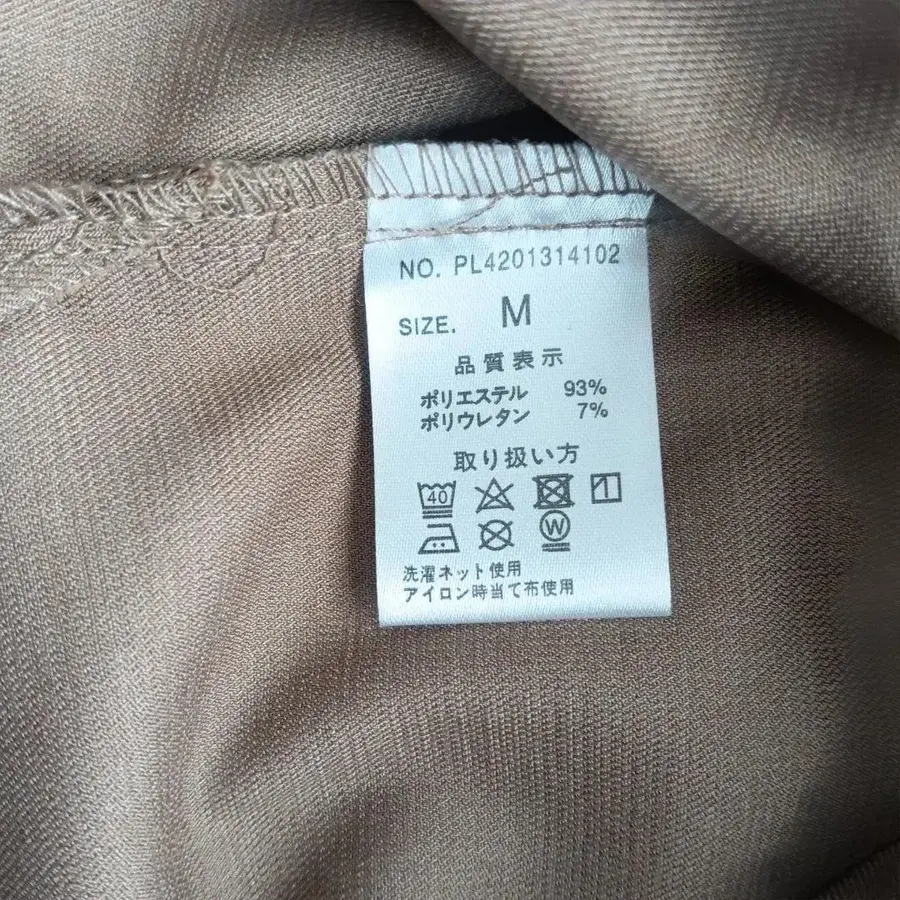 NO. PL4201314102
SIZE. M
品質表示
ポリエステル 93%
ポリウレタン 7%
取り扱い方
40
W
洗濯ネット使用
アイロン時当て布使用